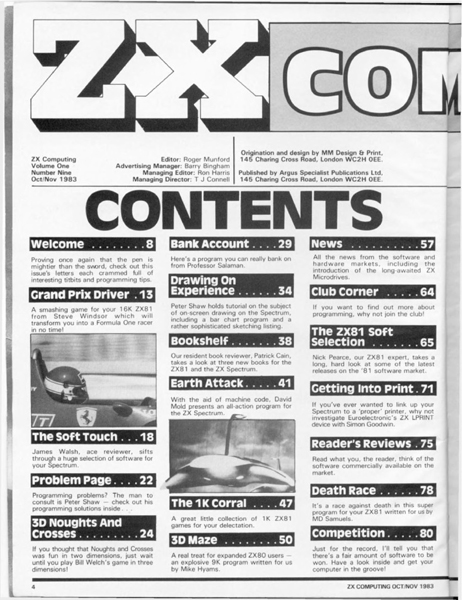 ZX COM
ZX Computing
Volume One
Number Nine
Oct/Nov 1983
Editor: Roger Munford
Advertising Manager: Barry Bingham
Managing Editor: Ron Harris
Managing Director: T J Connell
Origination and design by MM Design & Print,
145 Charing Cross Road, London WC2H 0EE.
Published by Argus Specialist Publications Ltd,
145 Charing Cross Road, London WC2H 0EE.
CONTENTS
Welcome . . . . . . . . 8
Proving once again that the pen is
mightier than the sword, check out this
issue's letters each crammed full of
interesting titbits and programming tips.
Grand Prix Driver . 13
A smashing game for your 16K ZX81
from Steve Windsor which will
transform you into a Formula One racer
in no time!
The Soft Touch . . . 18
James Walsh, ace reviewer, sifts
through a huge selection of software for
your Spectrum.
Problem Page . . . . 22
Programming problems? The man to
consult is Peter Shaw — check out his
programming solutions inside . . .
3D Noughts And
Crosses . . . . . . . . 24
If you thought that Noughts and Crosses
was fun in two dimensions, just wait
until you play Bill Welch's game in three
dimensions!
Bank Account . . . . 29
Here's a program you can really bank on
from Professor Salaman.
Drawing On
Experience . . . . . . 34
Peter Shaw holds tutorial on the subject
of on-screen drawing on the Spectrum,
including a bar chart program and a
rather sophisticated sketching listing.
Bookshelf . . . . . . . 38
Our resident book reviewer, Patrick Cain,
takes a look at three new books for the
ZX81 and the ZX Spectrum.
Earth Attack . . . . . 41
With the aid of machine code, David
Mold presents an all-action program for
the ZX Spectrum.
The 1K Corral . . . . 47
A great little collection of 1K ZX81
games for your delectation.
3D Maze . . . . . . . . 50
A real treat for expanded ZX80 users —
an explosive 9K program written for us
by Mike Hyams.
News . . . . . . . . . . 57
All the news from the software and
hardware markets, including the
introduction of the long-awaited ZX
Microdrives.
Club Corner . . . . . 64
If you want to find out more about
programming, why not join the club!
The ZX81 Soft
Selection . . . . . . . 65
Nick Pearce, our ZX81 expert, takes a
long, hard look at some of the latest
releases on the '81 software market.
Getting Into Print . 71
If you've ever wanted to link up your
Spectrum to a 'proper' printer, why not
investigate Euroelectronic's ZX LPRINT
device with Simon Goodwin.
Reader's Reviews . 75
Read what you, the reader, think of the
software commercially available on the
market.
Death Race . . . . . . 78
It's a race against death in this super
program for your ZX81 written for us by
MD Samuels.
Competition . . . . . 80
Just for the record, I'll tell you that
there's a fair amount of software to be
won. Have a look inside and get your
computer in the groove!
4
ZX COMPUTING OCT/NOV 1983